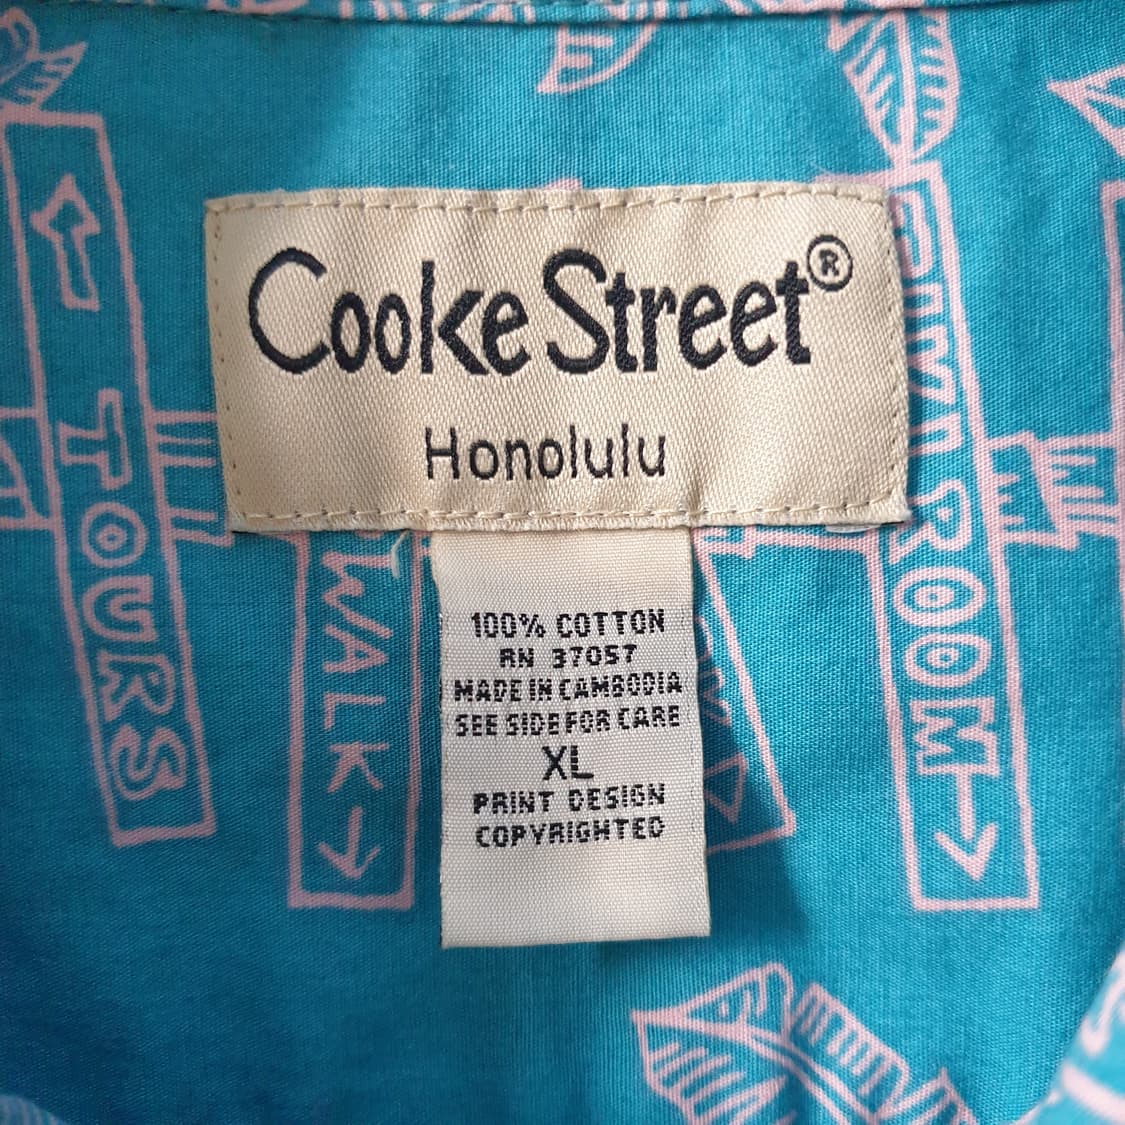 Cooke Street®
Honolulu
100% COTTON
RN 37057
MADE IN CAMBODIA
SEE SIDE FOR CARE
XL
PRINT DESIGN
COPYRIGHTED
TOURS
WALK
ROOM